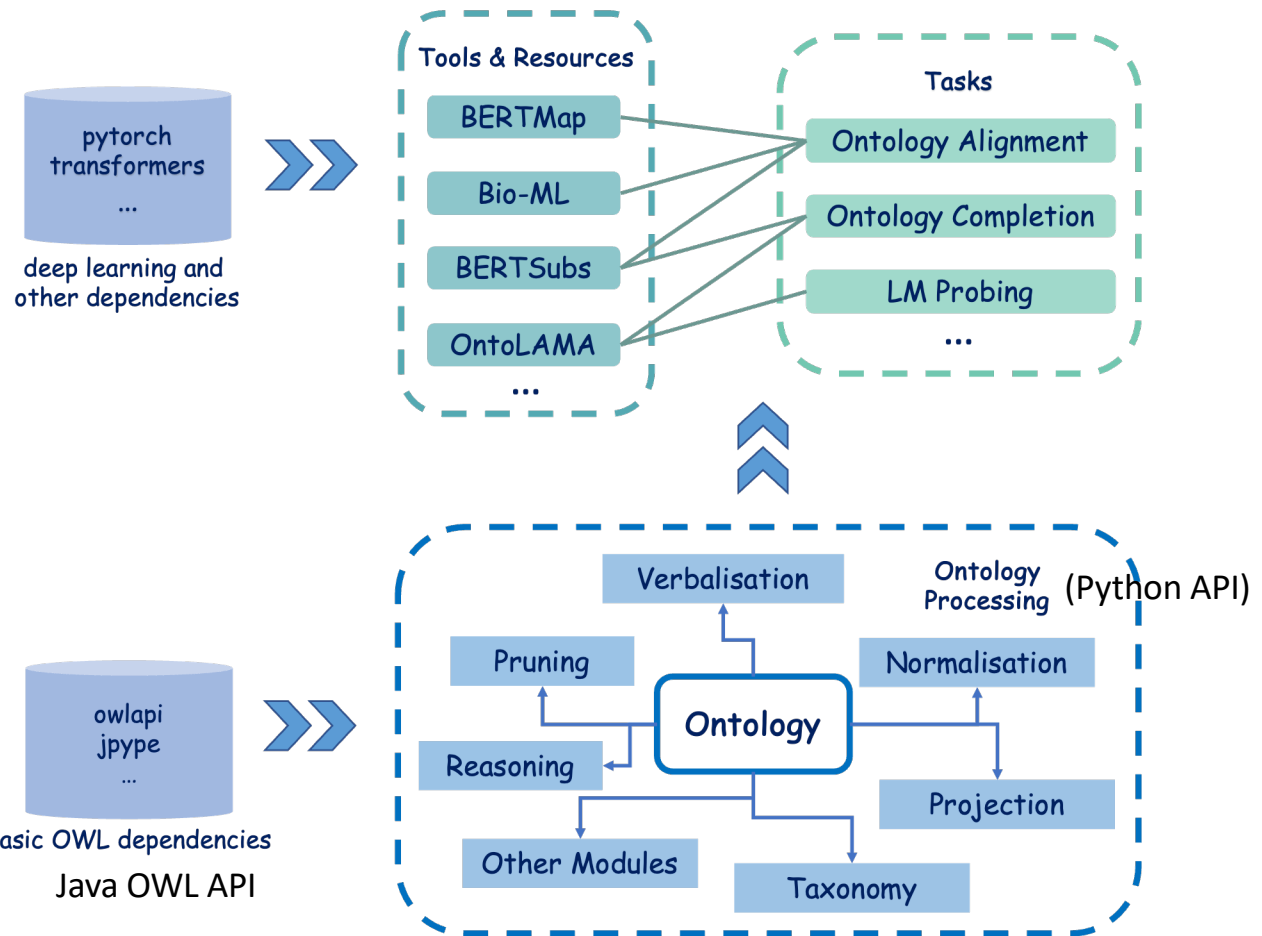 pytorch
transformers
...
deep learning and
other dependencies
Tools & Resources
BERTMap
Bio-ML
BERTSubs
OntoLAMA
...
Tasks
Ontology Alignment
Ontology Completion
LM Probing
...
owlapi
jpype
...
asic OWL dependencies
Java OWL API
Ontology
Processing
(Python API)
Verbalisation
Pruning
Normalisation
Ontology
Reasoning
Projection
Other Modules
Taxonomy